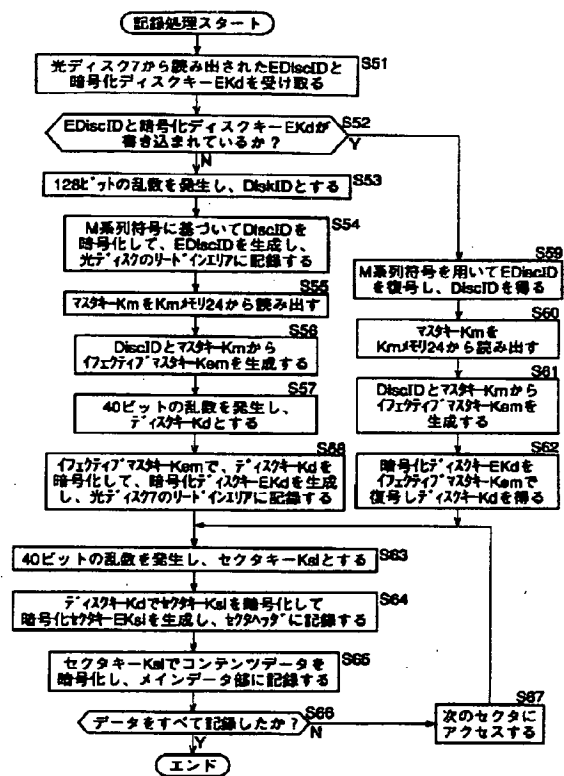 記録処理スタート
光ディスク7から読み出されたEDiscIDと
暗号化ディスクキーEKdを受け取る
S51
EDiscIDと暗号化ディスクキーEKdが
書き込まれているか？
S52
N
Y
128ビットの乱数を発生し、DiskIDとする
S53
M系列符号に基づいてDiscIDを
暗号化して、EDiscIDを生成し、
光ディスクのリードインエリアに記録する
S54
マスタキーKmをKmメモリ24から読み出す
S55
DiscIDとマスタキーKmから
イフェクティブマスタキーKemを生成する
S56
40ビットの乱数を発生し、
ディスクキーKdとする
S57
イフェクティブマスタキーKemで、ディスクキーKdを
暗号化して、暗号化ディスクキーEKdを生成
し、光ディスク7のリードインエリアに記録する
S58
M系列符号を用いてEDiscID
を復号し、DiscIDを得る
S59
マスタキーKmを
Kmメモリ24から読み出す
S60
DiscIDとマスタキーKmから
イフェクティブマスタキーKemを
生成する
S61
暗号化ディスクキーEKdを
イフェクティブマスタキーKemで
復号しディスクキーKdを得る
S62
40ビットの乱数を発生し、セクタキーKsiとする
S63
ディスクキーKdでセクタキーKsiを暗号化して
暗号化セクタキーEKsiを生成し、セクタヘッダに記録する
S64
セクタキーKsiでコンテンツデータを
暗号化し、メインデータ部に記録する
S65
データをすべて記録したか？
S66
N
Y
次のセクタに
アクセスする
S67
エンド